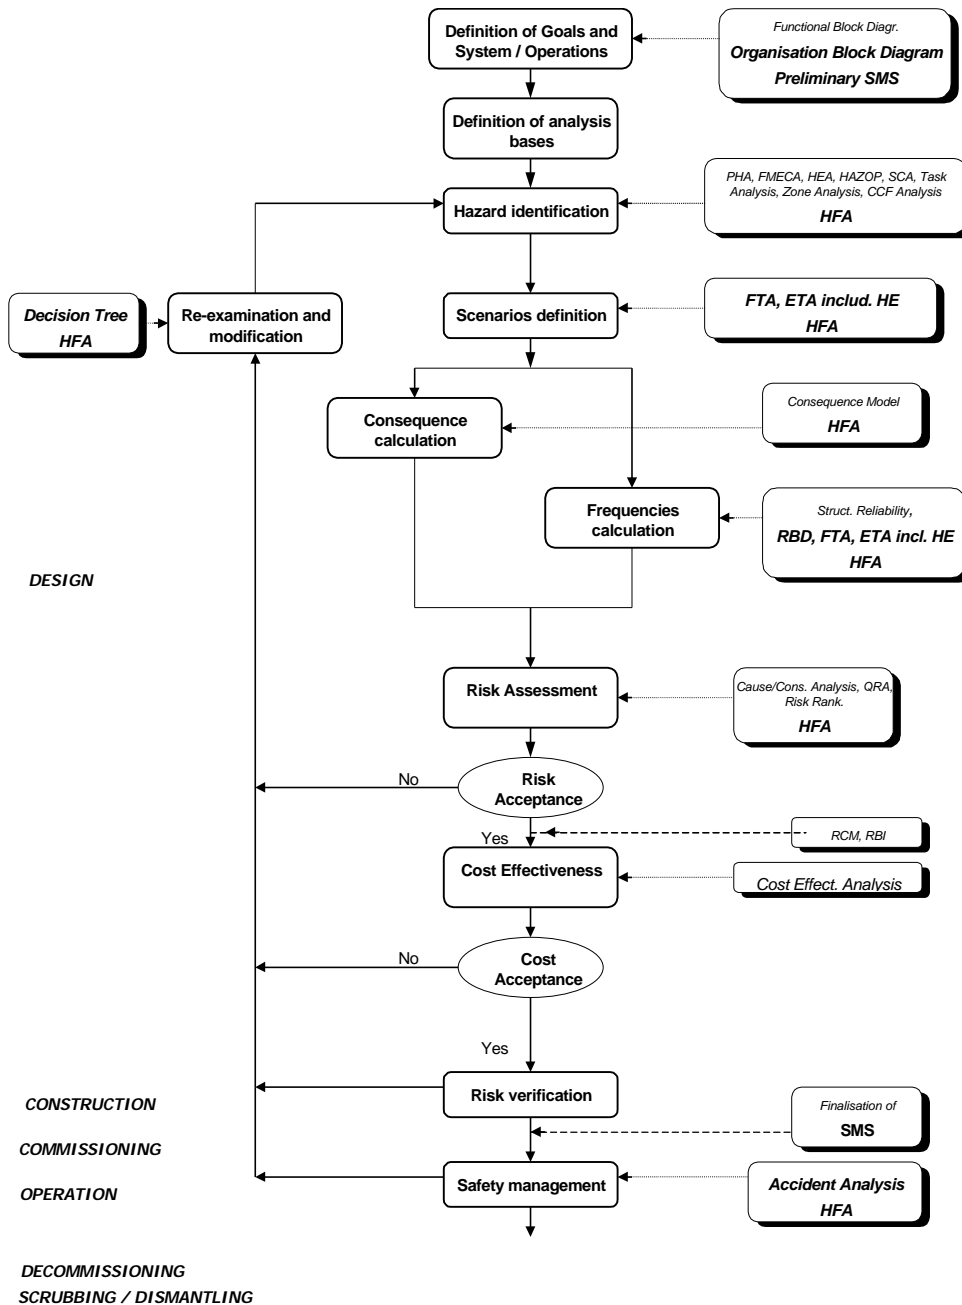 Definition of Goals and
System / Operations
Functional Block Diagr.
Organisation Block Diagram
Preliminary SMS
Definition of analysis
bases
PHA, FMECA, HEA, HAZOP, SCA, Task
Analysis, Zone Analysis, CCF Analysis
HFA
Hazard identification
Decision Tree
HFA
Re-examination and
modification
Scenarios definition
FTA, ETA includ. HE
HFA
Consequence
calculation
Consequence Model
HFA
Frequencies
calculation
Struct. Reliability,
RBD, FTA, ETA incl. HE
HFA
DESIGN
Risk Assessment
Cause/Cons. Analysis, QRA,
Risk Rank.
HFA
No
Risk
Acceptance
Yes
RCM, RBI
Cost Effectiveness
Cost Effect. Analysis
No
Cost
Acceptance
Yes
Risk verification
CONSTRUCTION
Finalisation of
SMS
COMMISSIONING
Safety management
OPERATION
Accident Analysis
HFA
DECOMMISSIONING
SCRUBBING / DISMANTLING